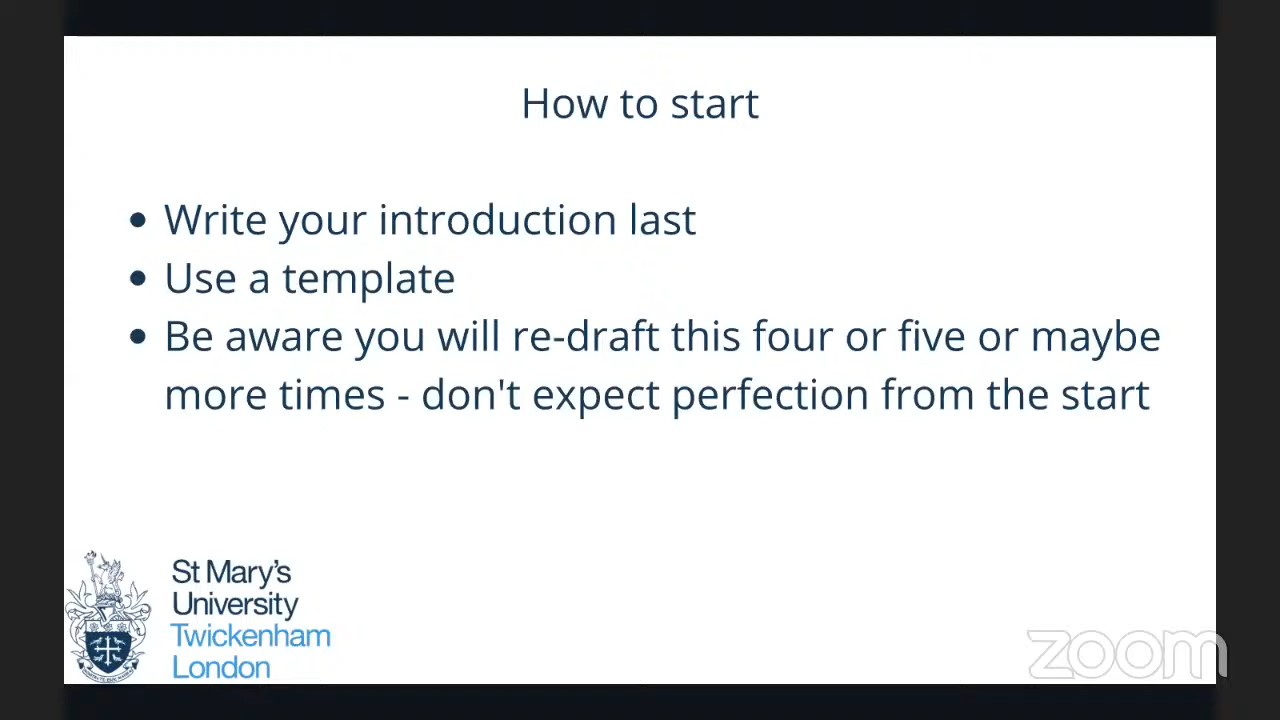 How to start
• Write your introduction last
• Use a template
• Be aware you will re-draft this four or five or maybe
more times - don't expect perfection from the start
St Mary's
University
Twickenham
London
zoom